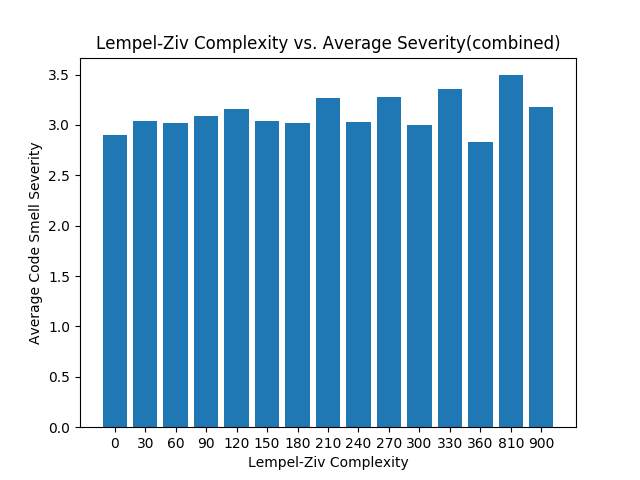 Lempel-Ziv Complexity vs. Average Severity(combined)
Average Code Smell Severity
3.5
3.0
2.5
2.0
1.5
1.0
0.5
0.0
0 30 60 90 120 150 180 210 240 270 300 330 360 810 900
Lempel-Ziv Complexity